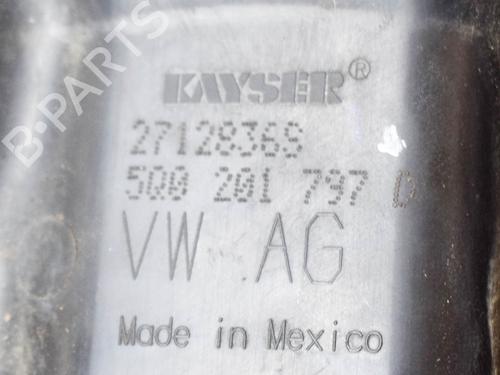 KAYSER®
27128369
5Q0 201 797 D
VW AG
Made in Mexico
B-PARTS